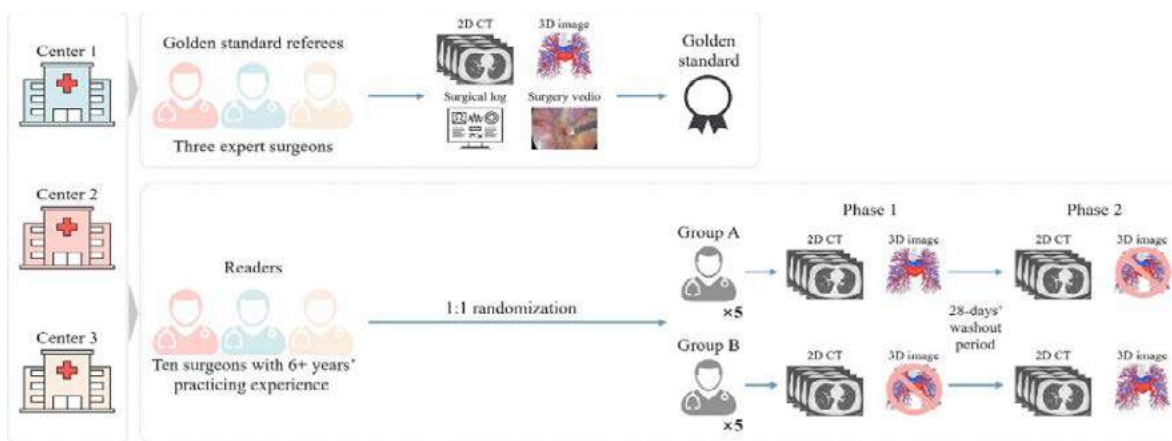 Center 1
Center 2
Center 3
Golden standard referees
Three expert surgeons
2D CT
3D image
Surgical log
Surgery vedio
Golden
standard
Readers
Ten surgeons with 6+ years'
practicing experience
1:1 randomization
Phase 1
Phase 2
Group A
×5
2D CT
3D image
2D CT
3D image
28-days'
washout
period
Group B
×5
2D CT
3D image
2D CT
3D image